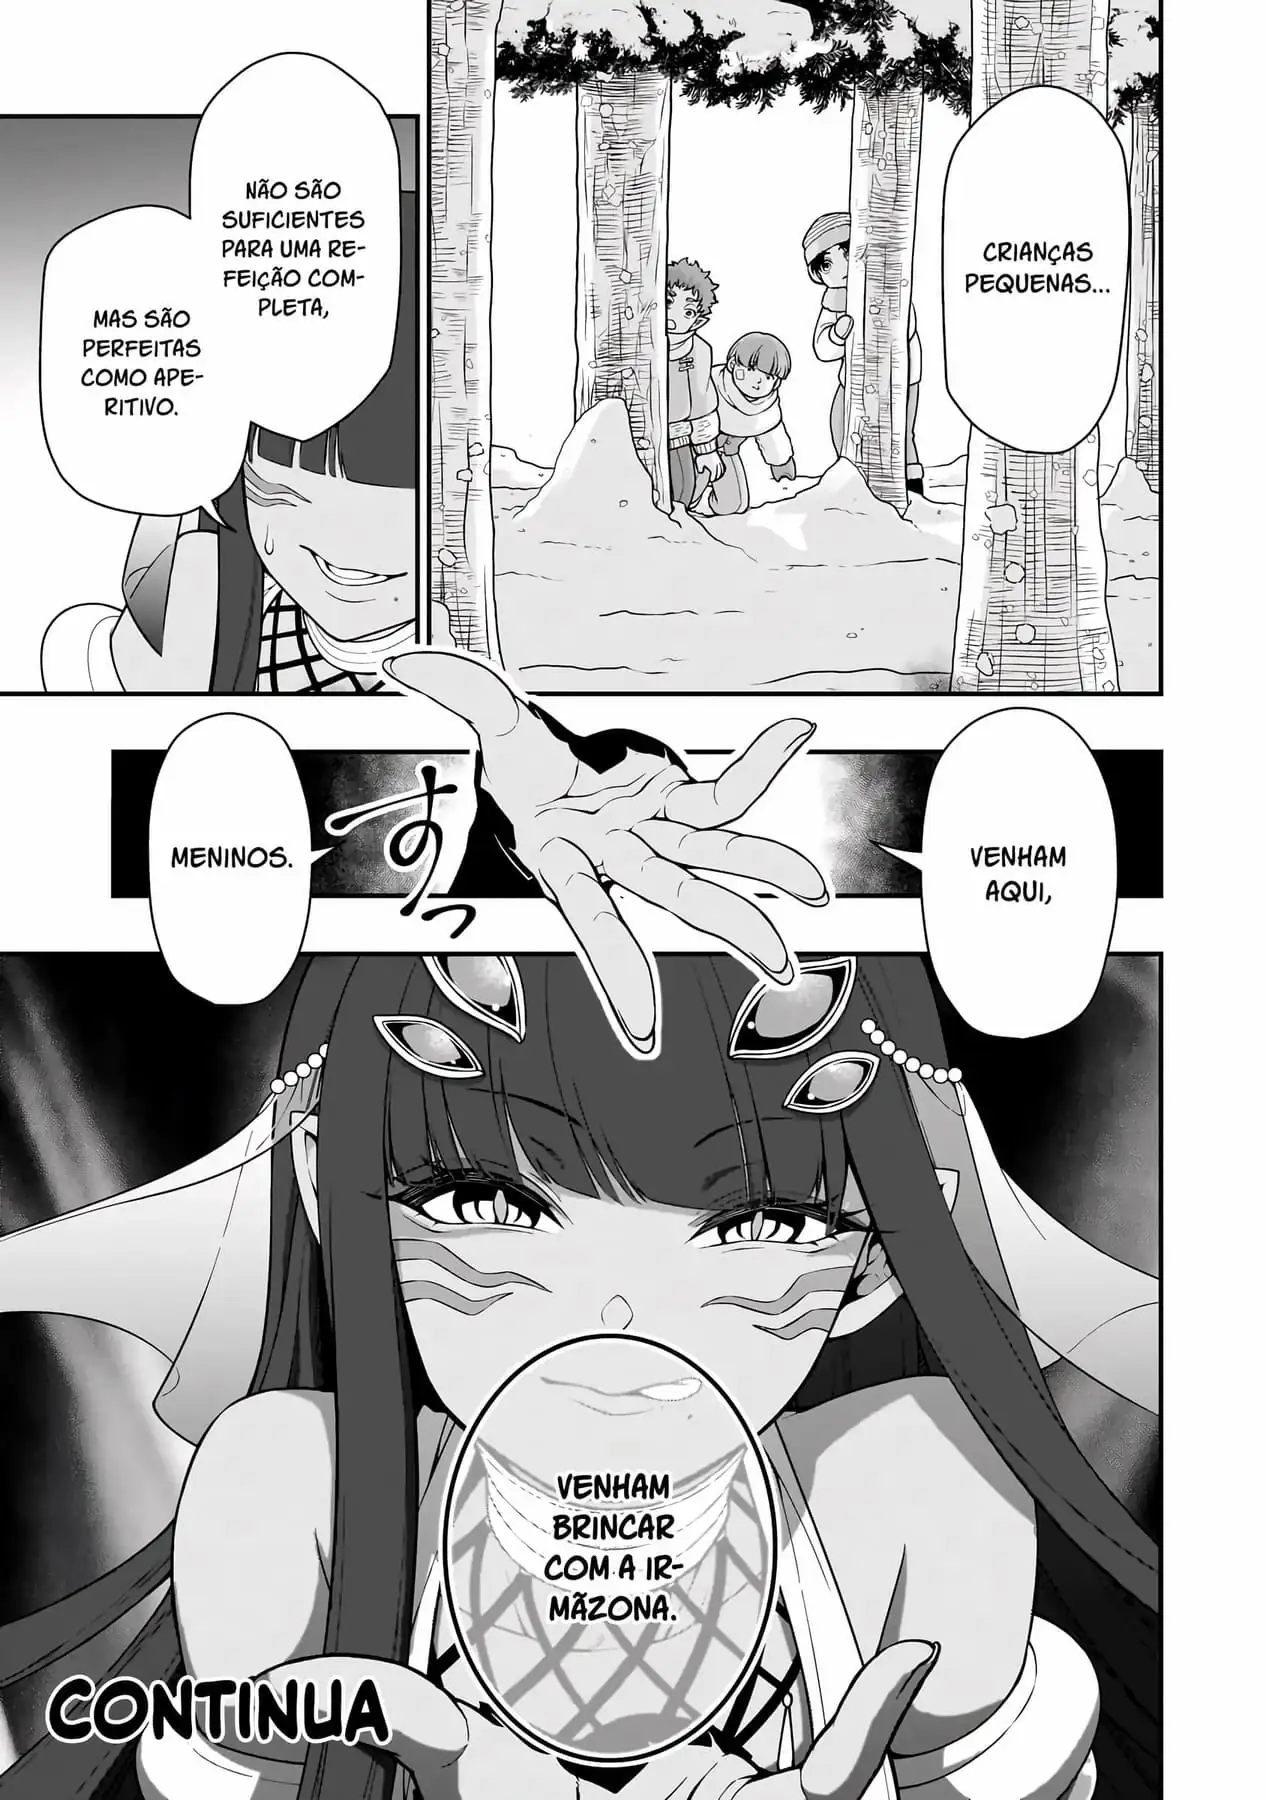 CRIANÇAS
PEQUENAS...
NÃO SÃO
SUFICIENTES
PARA UMA RE-
FEIÇÃO COM-
PLETA,
MAS SÃO
PERFEITAS
COMO APE-
RITIVO.
VENHAM
AQUI,
すっ
MENINOS.
VENHAM
BRINCAR
COM A IR-
MÃZONA.
CONTINUA